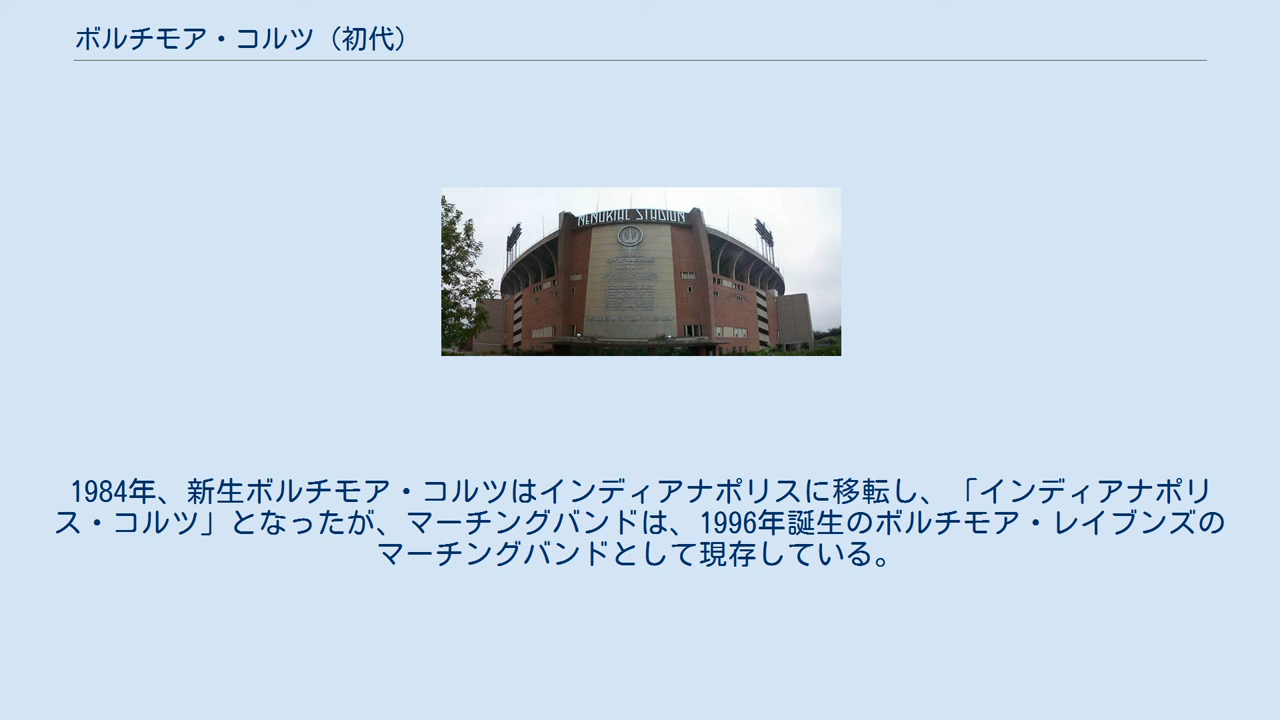 ボルチモア・コルツ（初代）
MEMORIAL STADIUM
1984年、新生ボルチモア・コルツはインディアナポリスに移転し、「インディアナポリ
ス・コルツ」となったが、マーチングバンドは、1996年誕生のボルチモア・レイブンズの
マーチングバンドとして現存している。